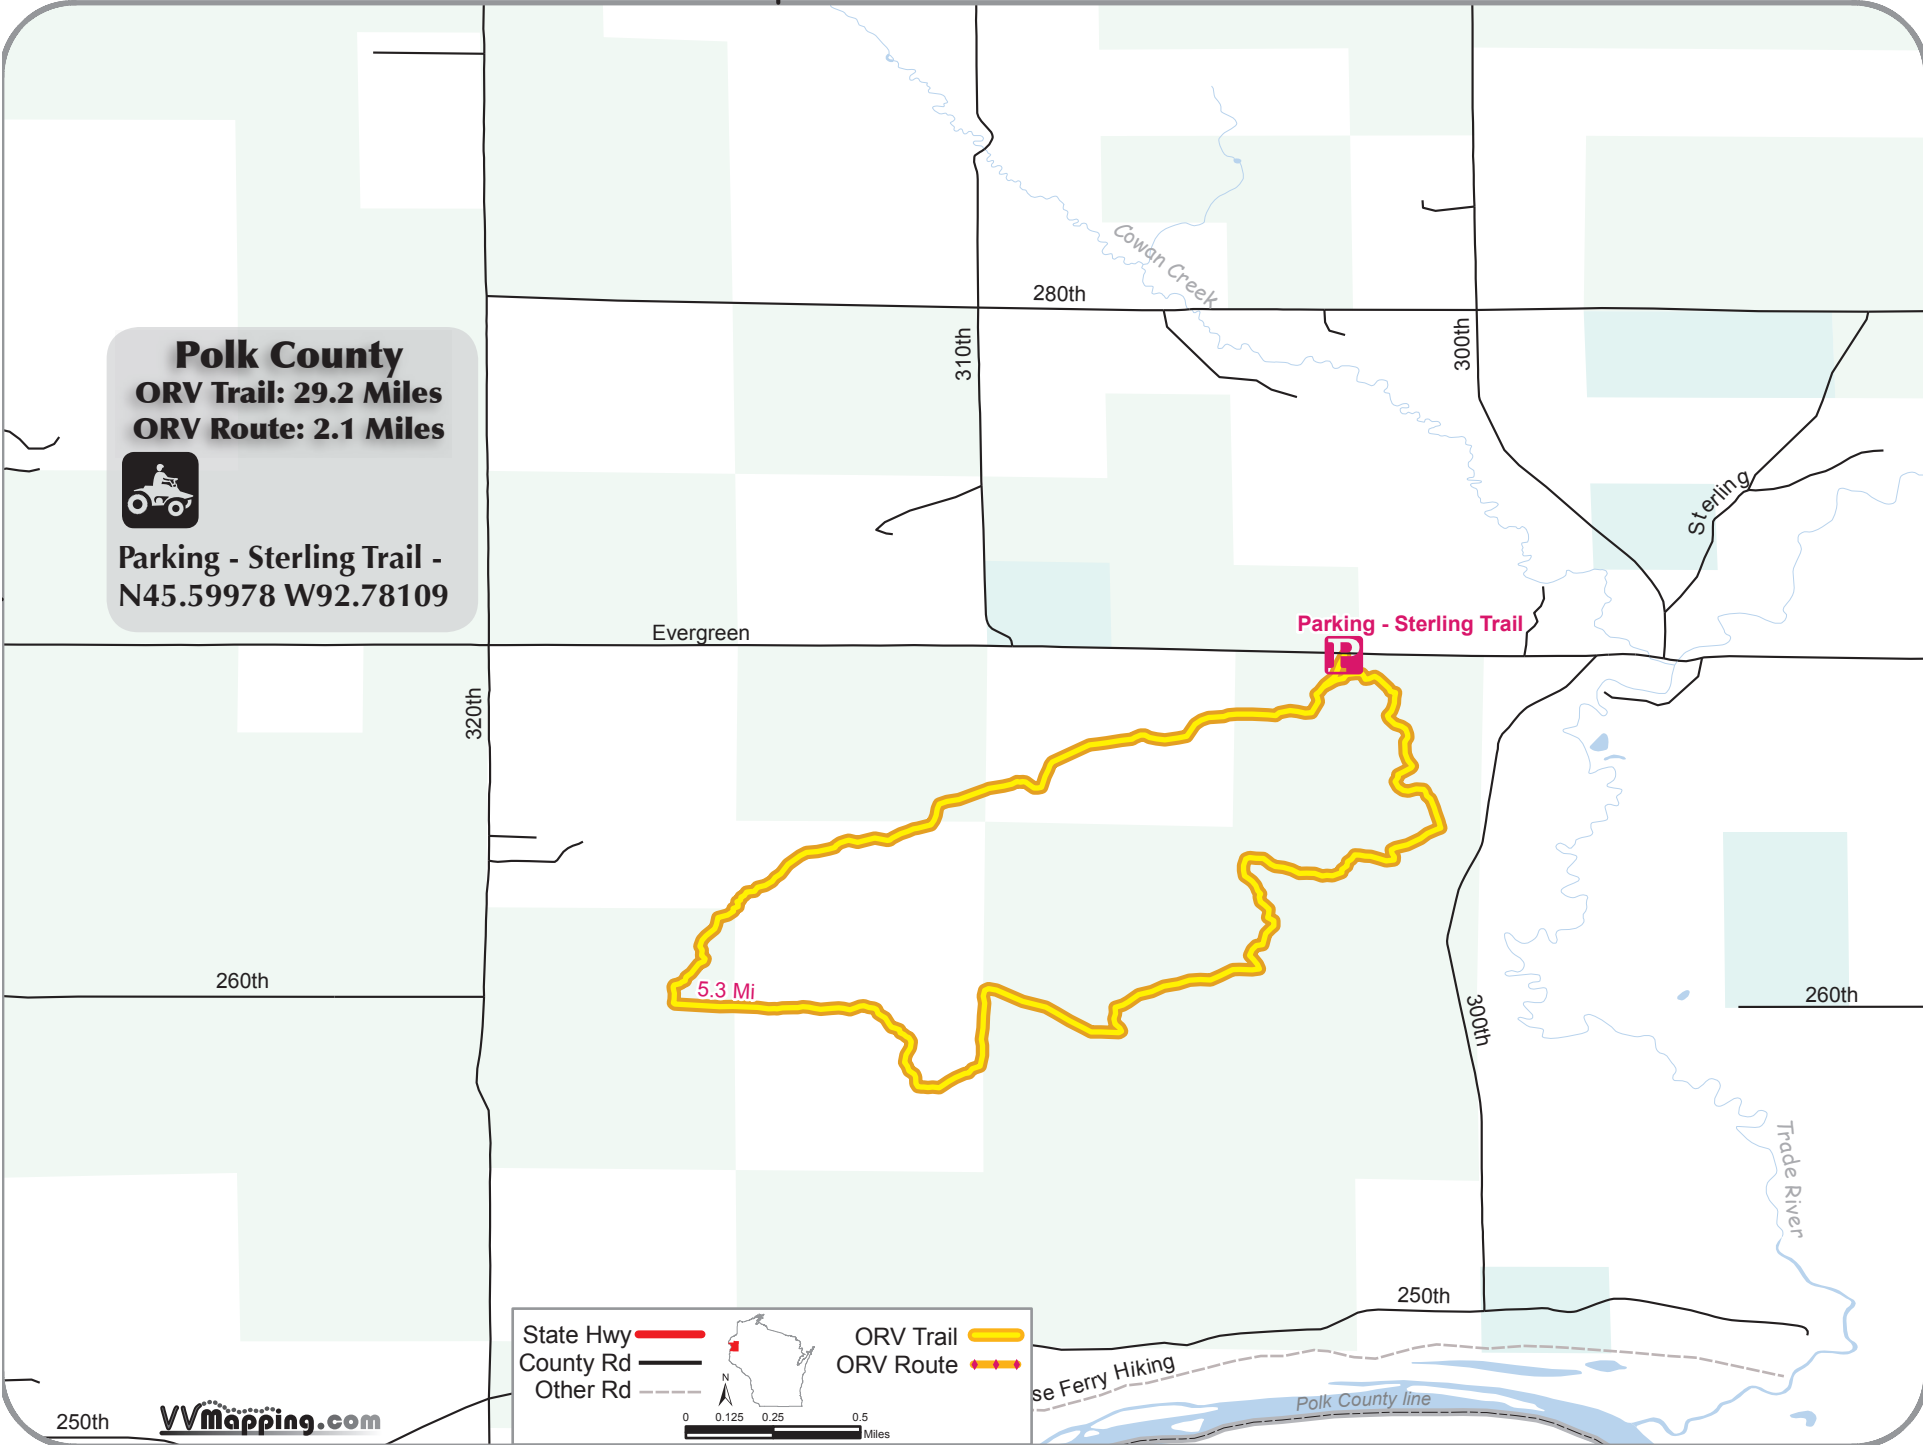 Cowan Creek
280th
310th
300th
Polk County
ORV Trail: 29.2 Miles
ORV Route: 2.1 Miles
Parking - Sterling Trail -
N45.59978 W92.78109
Sterling
Evergreen
Parking - Sterling Trail
P
320th
260th
5.3 Mi
300th
260th
Trade River
250th
State Hwy
County Rd
Other Rd
N
ORV Trail
ORV Route
0 0.125 0.25 0.5
Miles
se Ferry Hiking
Polk County line
250th
VVMapping.com